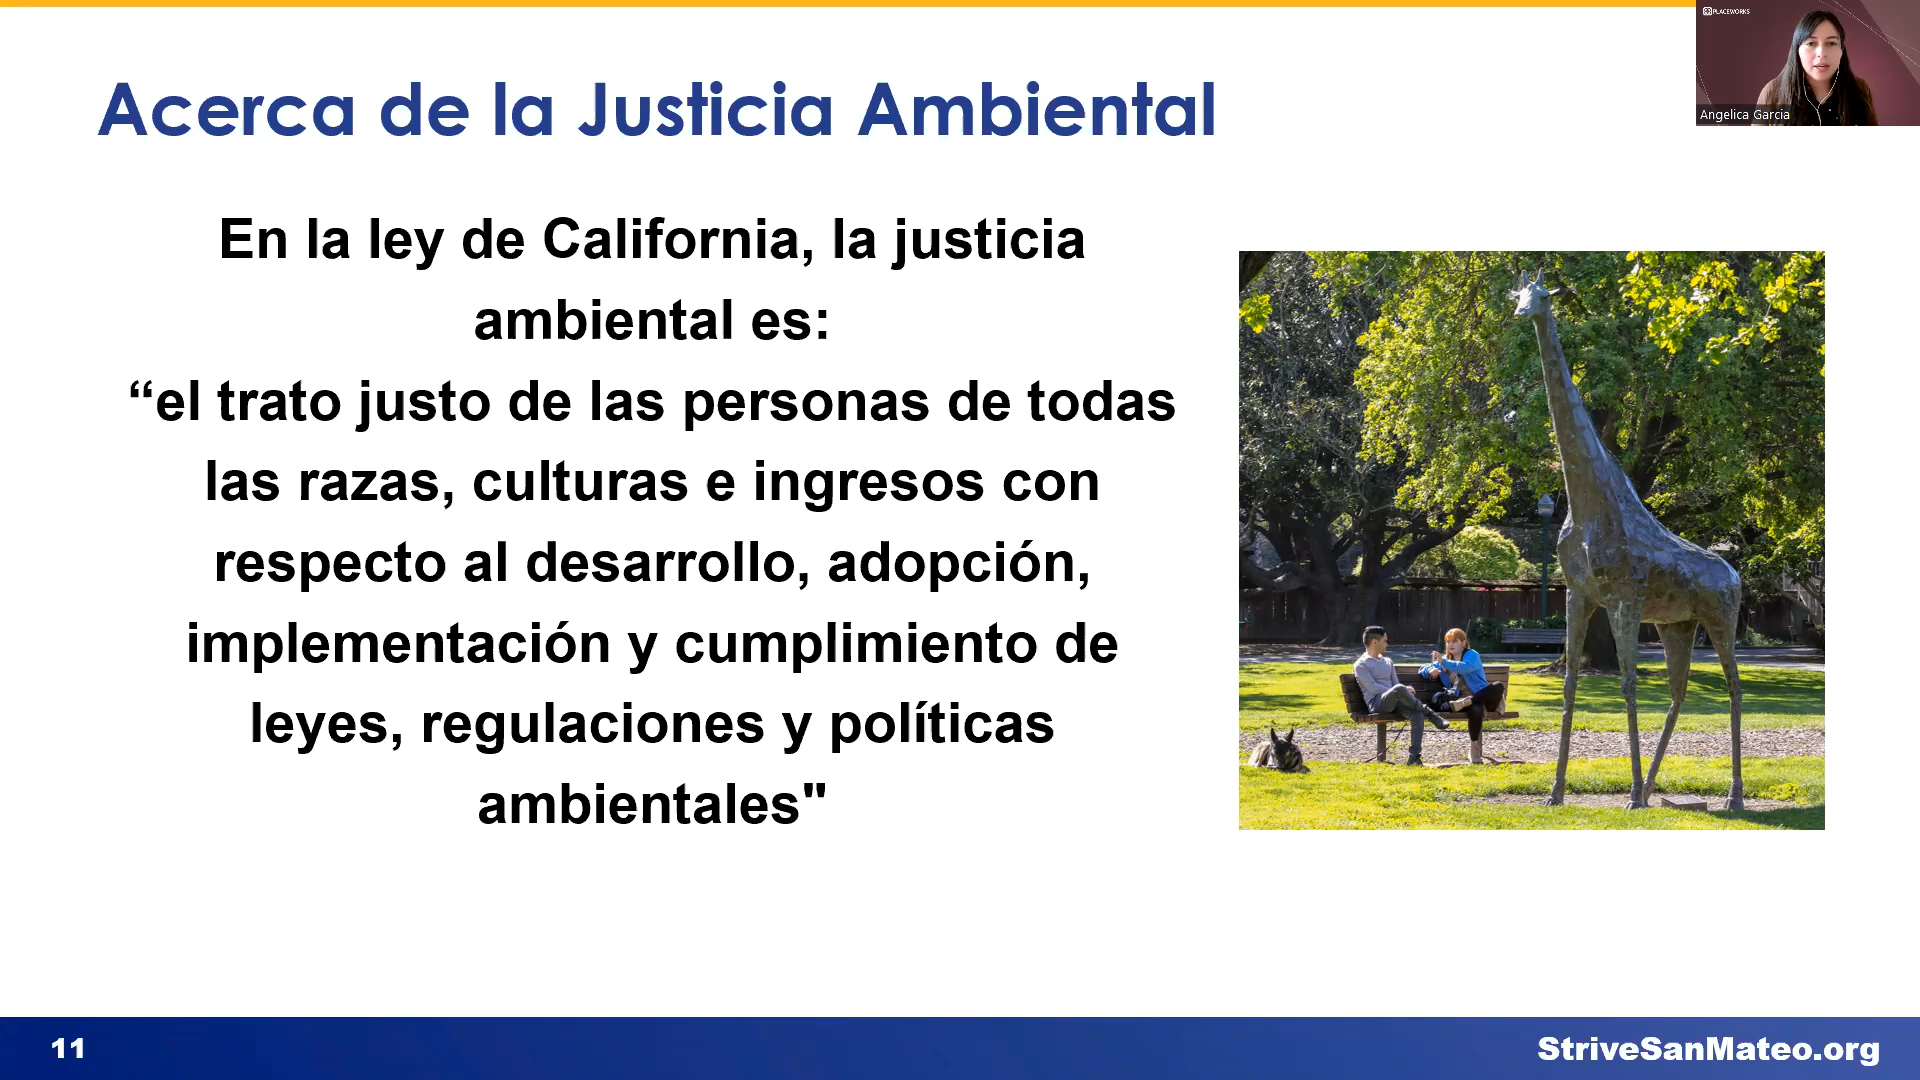 PLACEWORKS
Angelica Garcia
Acerca de la Justicia Ambiental
En la ley de California, la justicia
ambiental es:
“el trato justo de las personas de todas
las razas, culturas e ingresos con
respecto al desarrollo, adopción,
implementación y cumplimiento de
leyes, regulaciones y políticas
ambientales"
11
StriveSanMateo.org